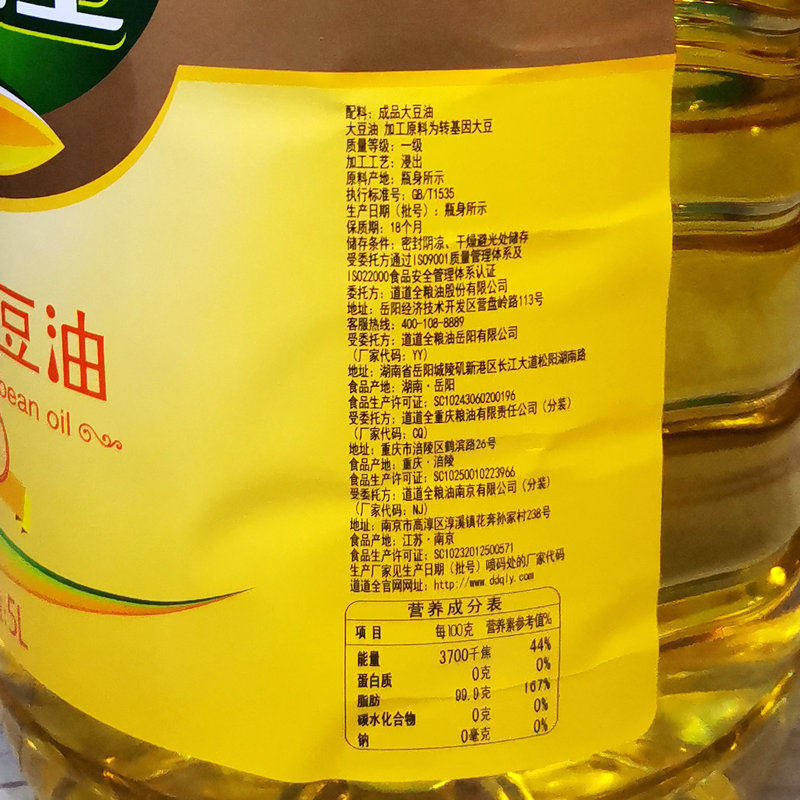 豆油
bean oil
5L
配料：成品大豆油
大豆油 加工原料为转基因大豆
质量等级：一级
加工工艺：浸出
原料产地：瓶身所示
执行标准号：GB/T1535
生产日期（批号）：瓶身所示
保质期：18个月
储存条件：密封阴凉、干燥避光处储存
受委托方通过ISO9001质量管理体系及
ISO22000食品安全管理体系认证
委托方：道道全粮油股份有限公司
地址：岳阳经济技术开发区营盘岭路113号
客服热线：400-108-8889
受委托方：道道全粮油岳阳有限公司
（厂家代码：YY）
地址：湖南省岳阳城陵矶新港区长江大道松阳湖南路
食品产地：湖南·岳阳
食品生产许可证：SC10243060200196
受委托方：道道全重庆粮油有限责任公司（分装）
（厂家代码：CQ）
地址：重庆市涪陵区鹤滨路26号
食品产地：重庆·涪陵
食品生产许可证：SC10250010223966
受委托方：道道全粮油南京有限公司（分装）
（厂家代码：NJ）
地址：南京市高淳区淳溪镇花奔孙家村238号
食品产地：江苏·南京
食品生产许可证：SC10232012500571
生产厂家见生产日期（批号）喷码处的厂家代码
道道全官网网址：http://www.ddqly.com
营养成分表
项目 每100克 营养素参考值%
能量 3700千焦 44%
蛋白质 0克 0%
脂肪 99.9克 167%
碳水化合物 0克 0%
钠 0毫克 0%